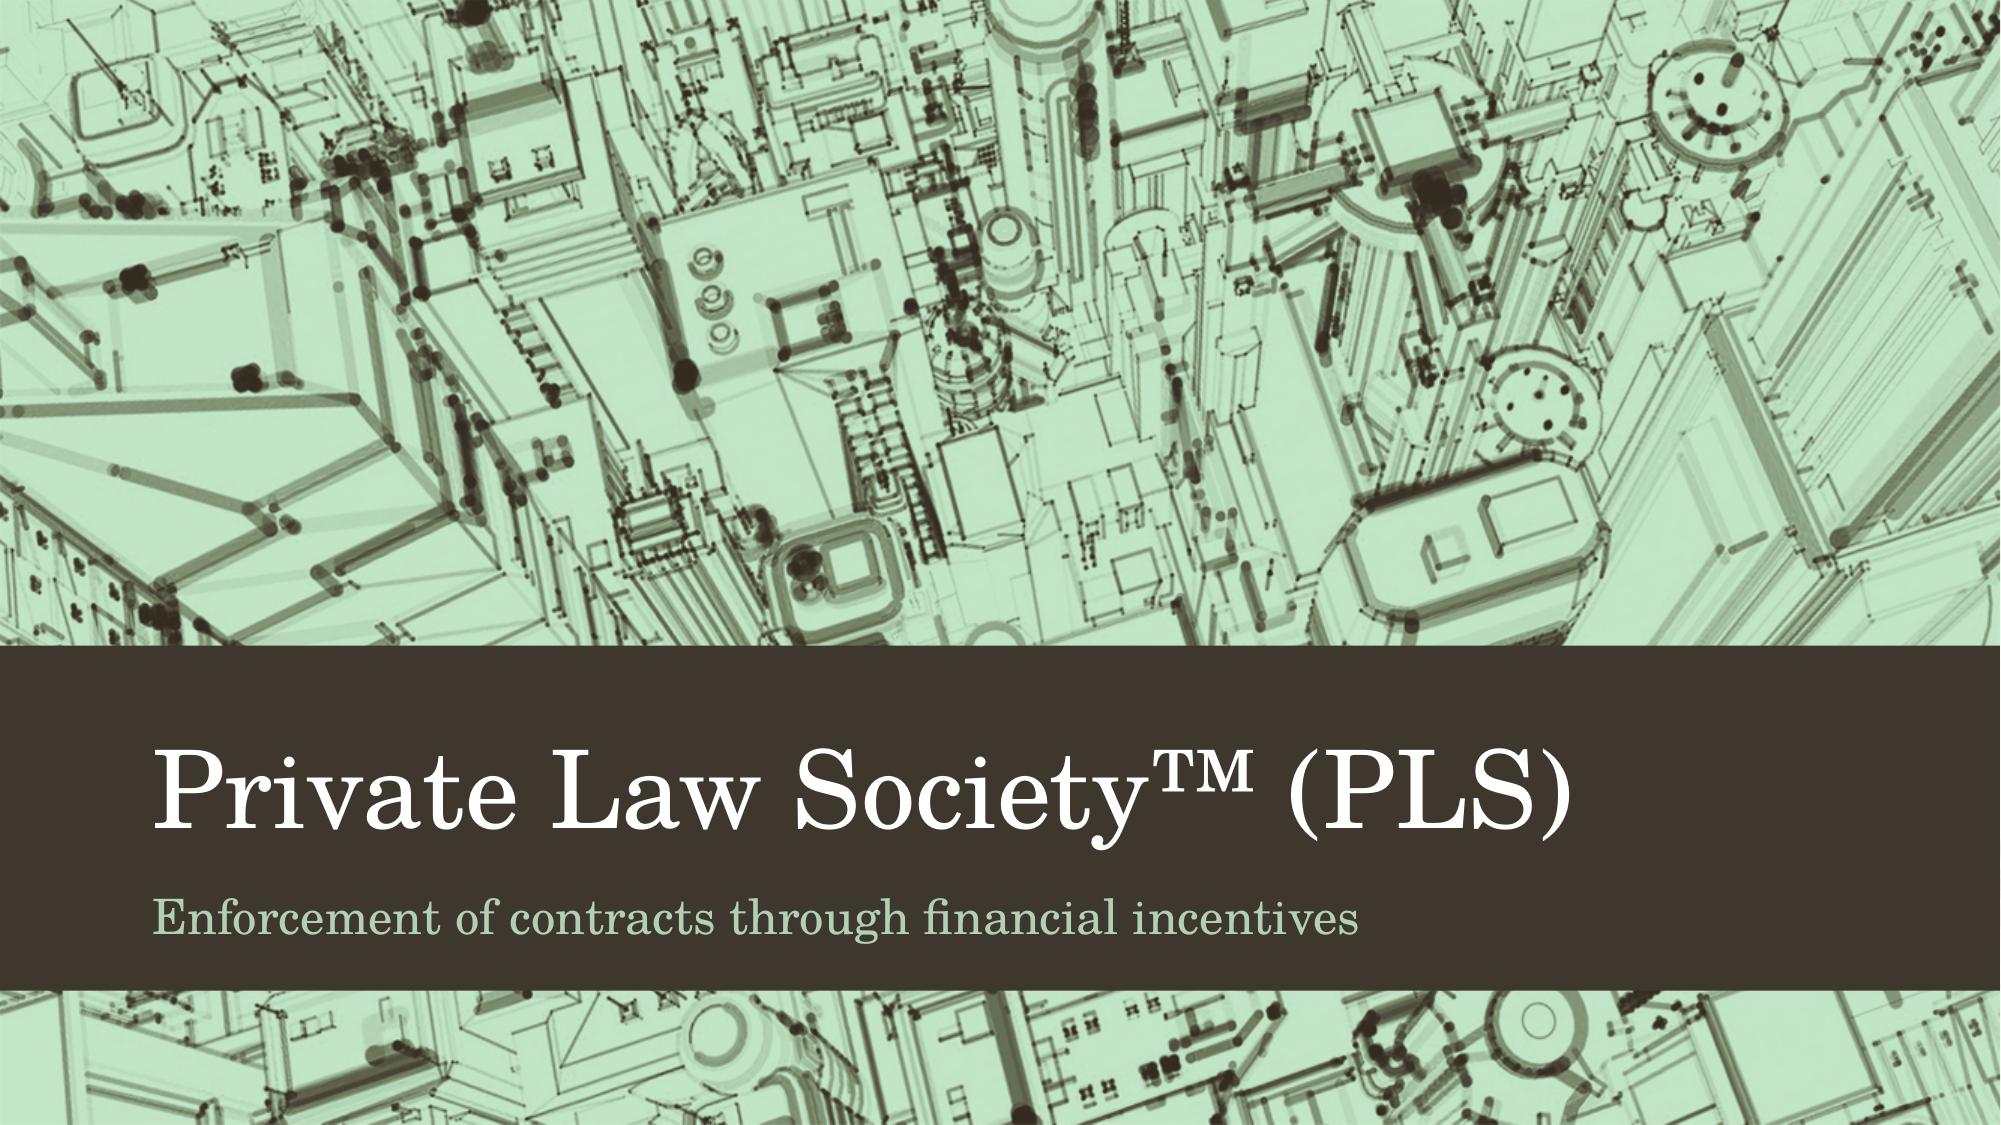 Private Law Society™ (PLS)
Enforcement of contracts through financial incentives